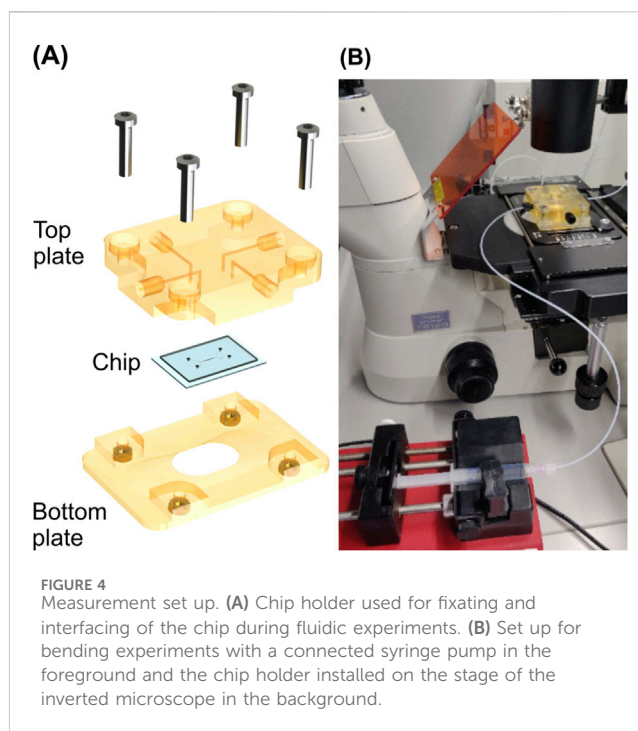 (A)
(B)
Top
plate
Chip
Bottom
plate
FIGURE 4
Measurement set up. (A) Chip holder used for fixating and
interfacing of the chip during fluidic experiments. (B) Set up for
bending experiments with a connected syringe pump in the
foreground and the chip holder installed on the stage of the
inverted microscope in the background.